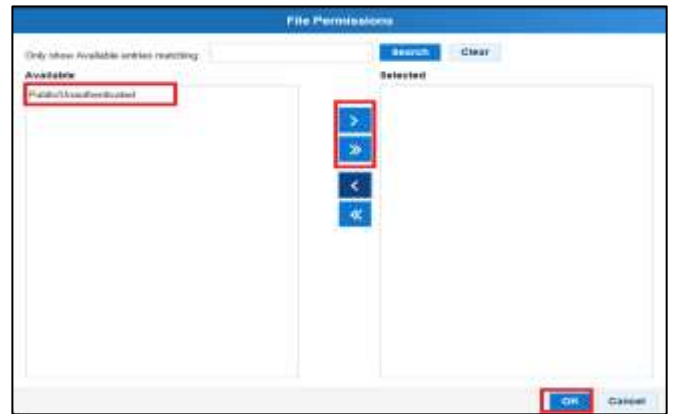 File Permissions
Only show Available entries matching:
Search
Clear
Available
Selected
Public/Unauthenticated
>
»
<
«
OK
Cancel